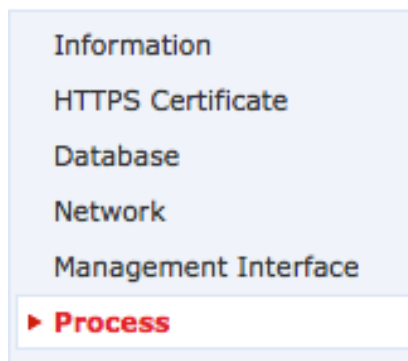 Information
HTTPS Certificate
Database
Network
Management Interface
Process